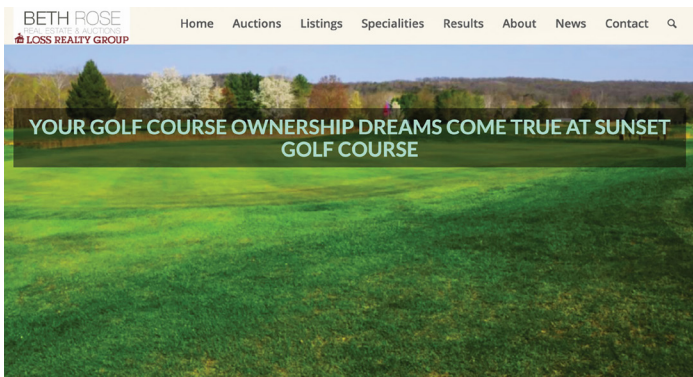 BETH ROSE
REAL ESTATE & AUCTIONS
LOSS REALTY GROUP
Home Auctions Listings Specialities Results About News Contact
YOUR GOLF COURSE OWNERSHIP DREAMS COME TRUE AT SUNSET
GOLF COURSE